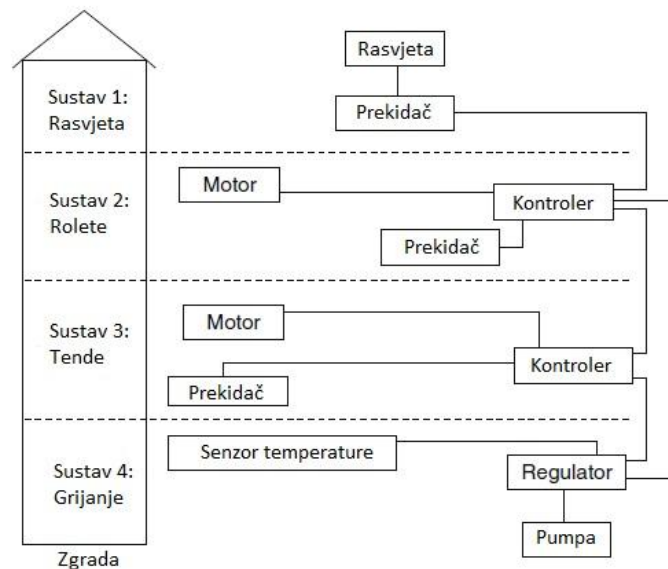 Rasvjeta
Sustav 1:
Rasvjeta
Prekidač
Sustav 2:
Rolete
Motor
Kontroler
Prekidač
Sustav 3:
Tende
Motor
Kontroler
Prekidač
Sustav 4:
Grijanje
Senzor temperature
Regulator
Pumpa
Zgrada